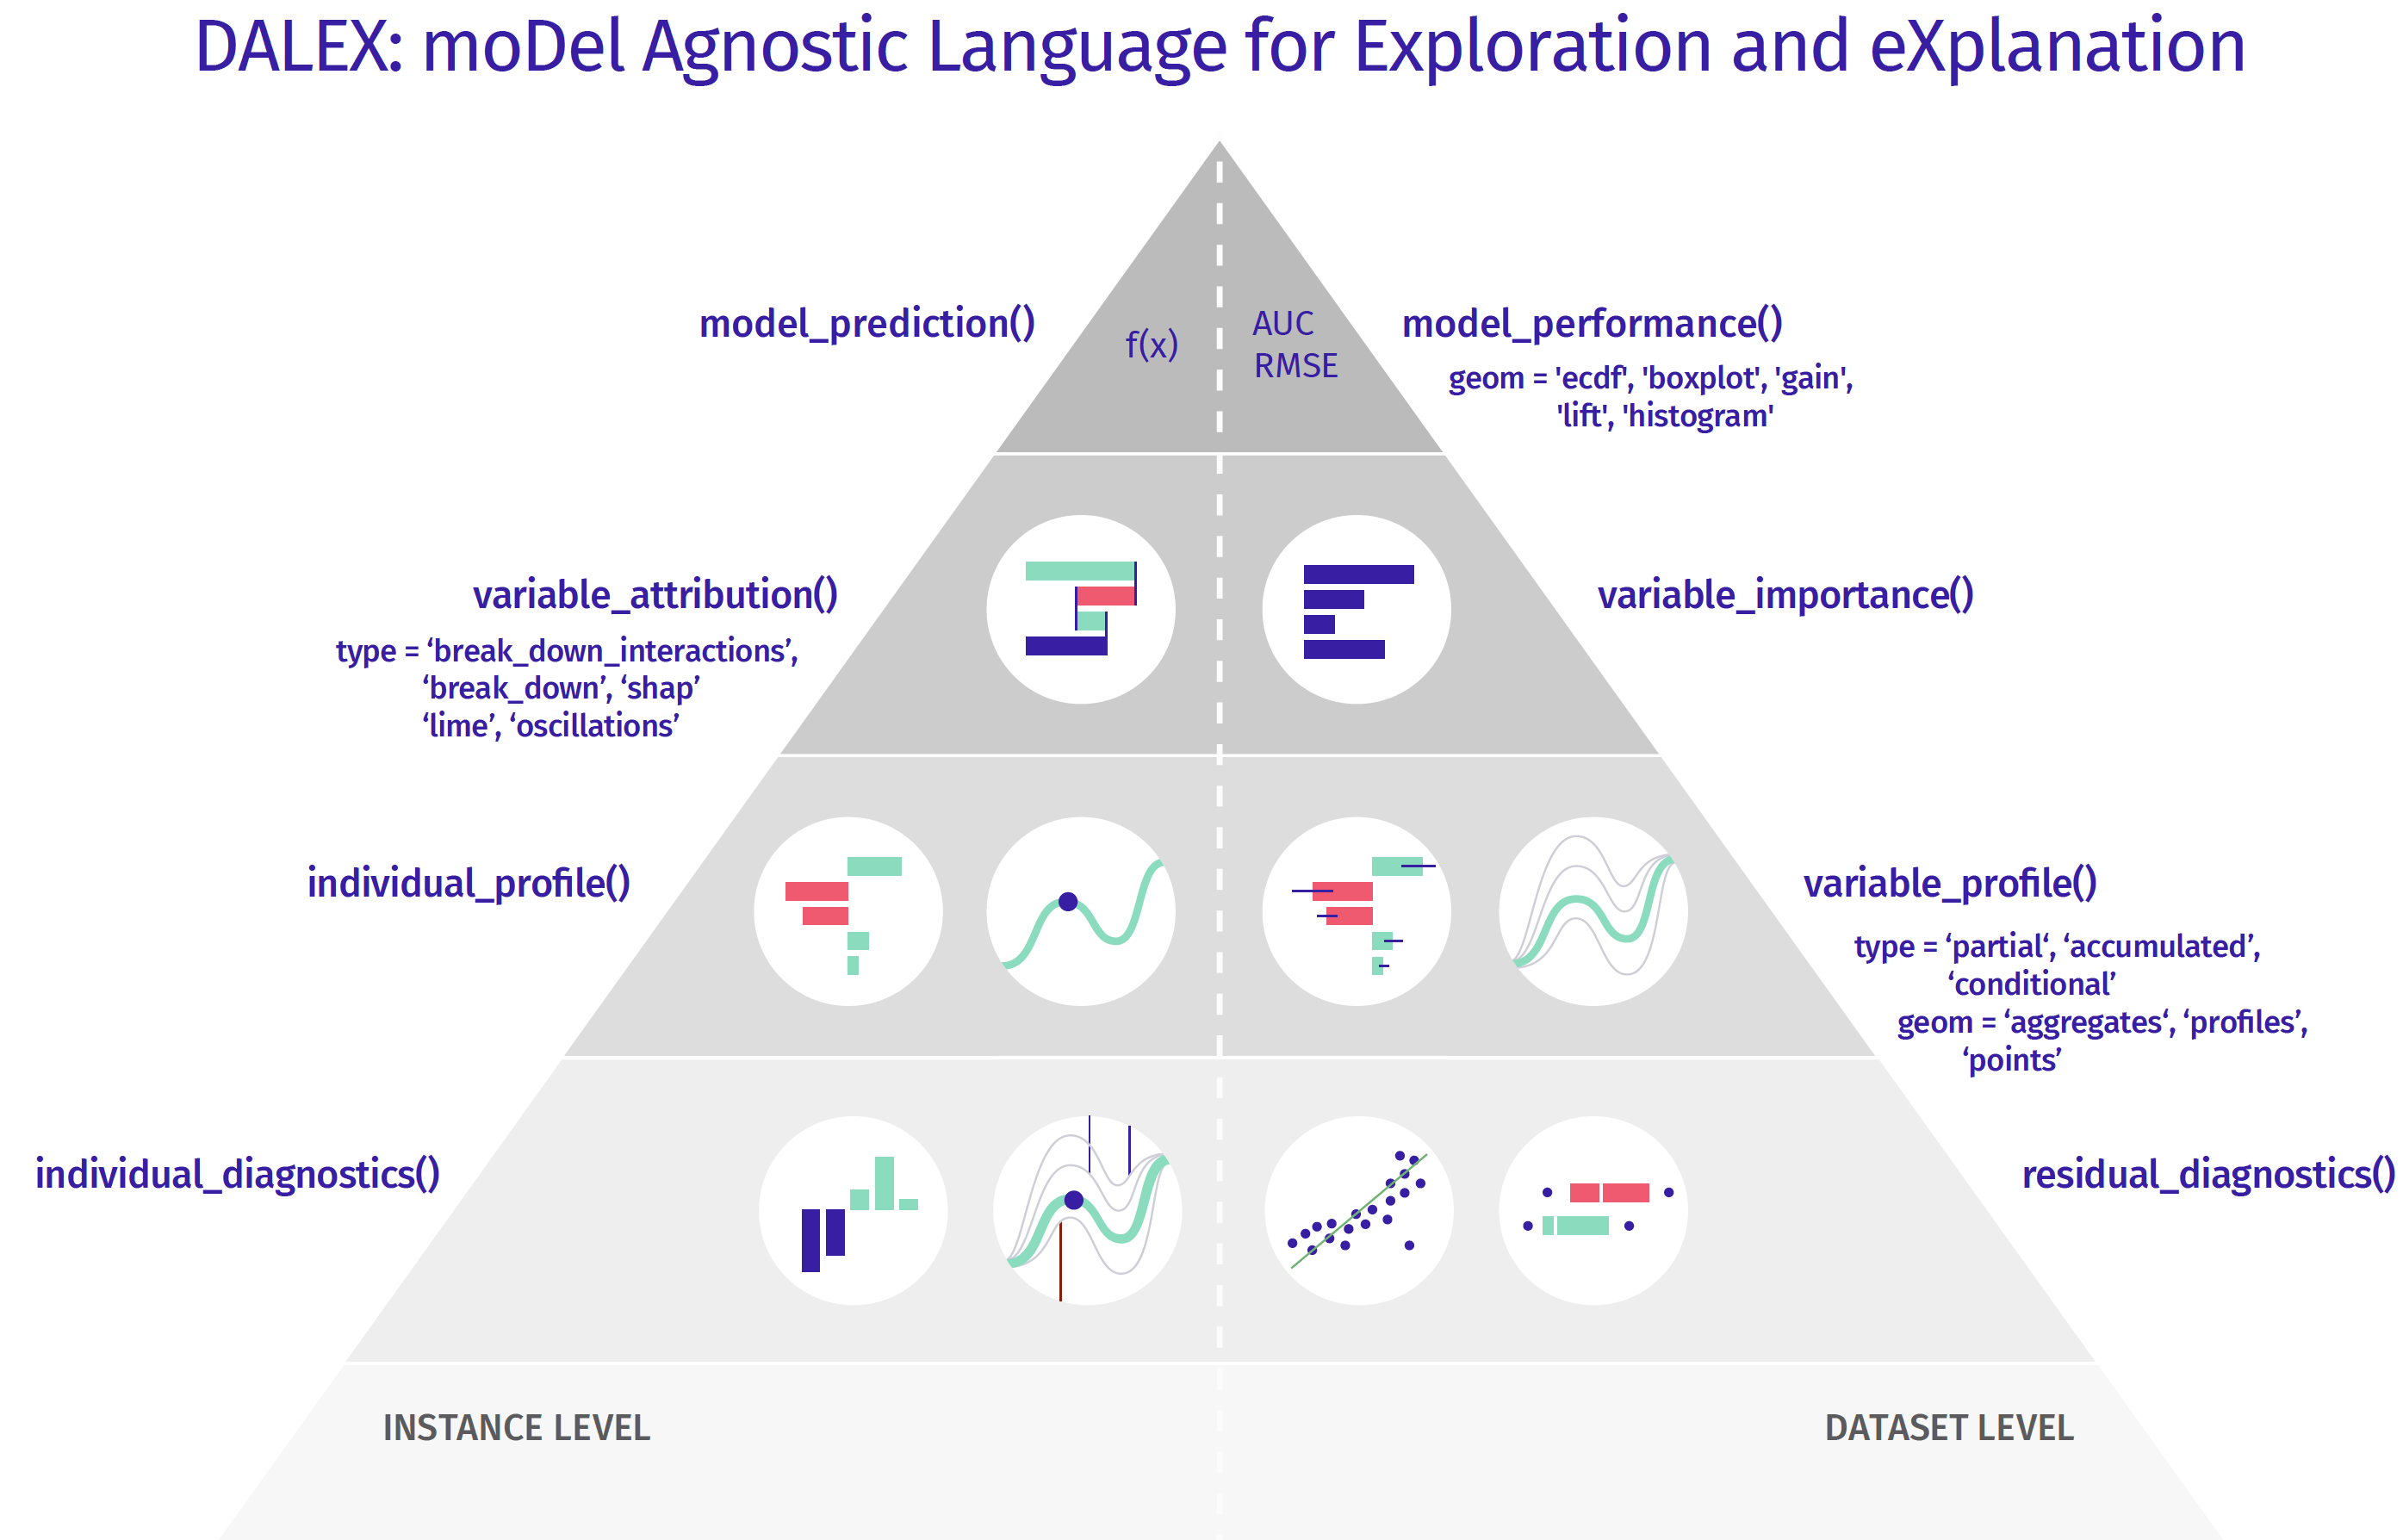 DALEX: moDel Agnostic Language for Exploration and eXplanation
model_prediction()
f(x)
AUC
RMSE
model_performance()
geom = 'ecdf', 'boxplot', 'gain',
'lift', 'histogram'
variable_attribution()
type = ‘break_down_interactions’,
‘break_down’, ‘shap’
‘lime’, ‘oscillations’
variable_importance()
individual_profile()
variable_profile()
type = ‘partial‘, ‘accumulated’,
‘conditional’
geom = ‘aggregates‘, ‘profiles’,
‘points’
individual_diagnostics()
residual_diagnostics()
INSTANCE LEVEL
DATASET LEVEL